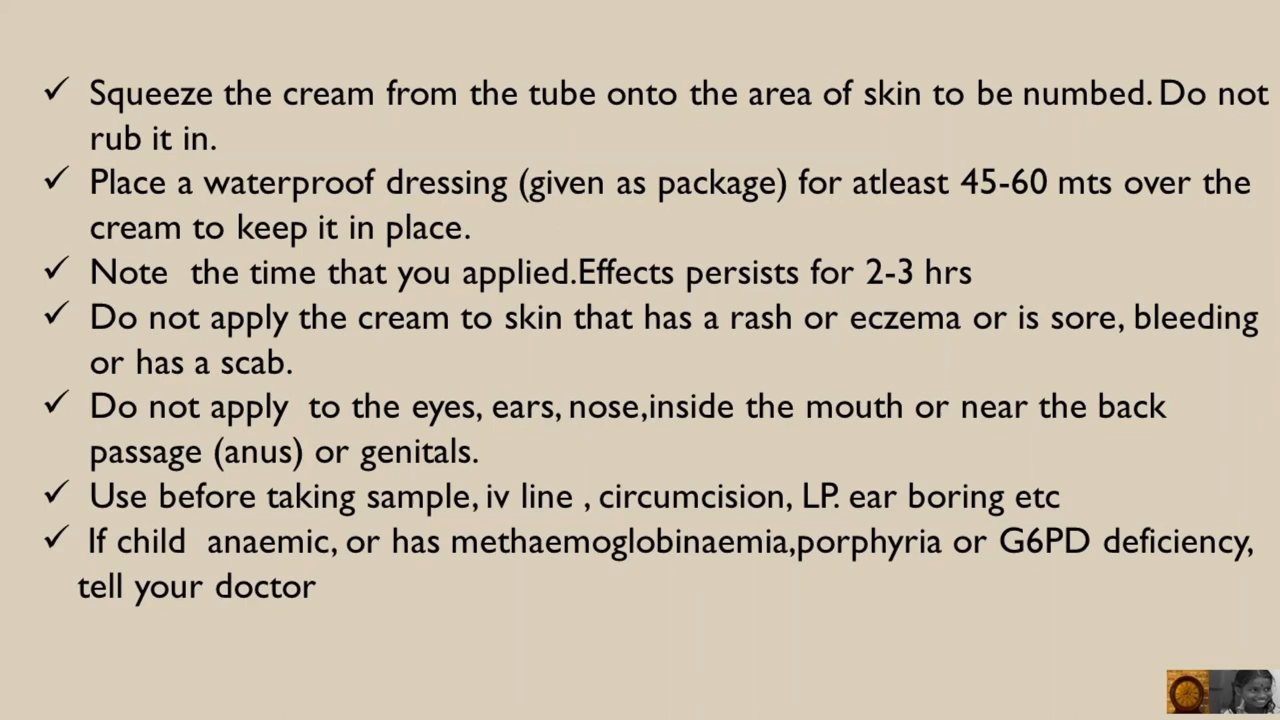 ✓ Squeeze the cream from the tube onto the area of skin to be numbed. Do not
rub it in.
✓ Place a waterproof dressing (given as package) for atleast 45-60 mts over the
cream to keep it in place.
✓ Note the time that you applied.Effects persists for 2-3 hrs
✓ Do not apply the cream to skin that has a rash or eczema or is sore, bleeding
or has a scab.
✓ Do not apply to the eyes, ears, nose,inside the mouth or near the back
passage (anus) or genitals.
✓ Use before taking sample, iv line , circumcision, LP. ear boring etc
✓ If child anaemic, or has methaemoglobinaemia,porphyria or G6PD deficiency,
tell your doctor